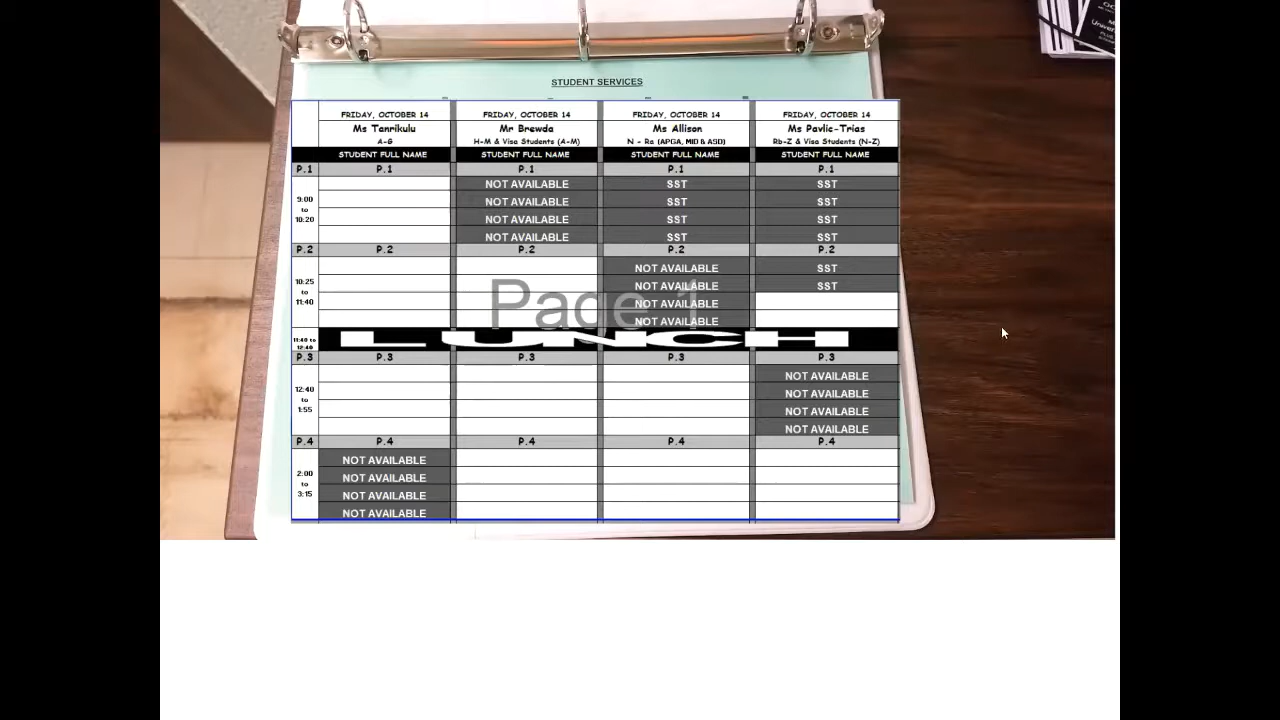 STUDENT SERVICES
FRIDAY, OCTOBER 14 FRIDAY, OCTOBER 14 FRIDAY, OCTOBER 14 FRIDAY, OCTOBER 14
Ms Tanrikulu Mr Brewda Ms Allison Ms Pavlic-Trias
A-G H-M & Visa Students (A-M) N - Ra (APGA, MID & ASD) Rb-Z & Visa Students (N-Z)
STUDENT FULL NAME STUDENT FULL NAME STUDENT FULL NAME STUDENT FULL NAME
P.1 P.1 P.1 P.1 P.1
NOT AVAILABLE SST SST
9:00 NOT AVAILABLE SST SST
to
10:20 NOT AVAILABLE SST SST
NOT AVAILABLE SST SST
P.2 P.2 P.2 P.2 P.2
NOT AVAILABLE SST
10:25 NOT AVAILABLE SST
to
11:40 NOT AVAILABLE
NOT AVAILABLE
Page 1
11:40 to
12:40
LUNCH
P.3 P.3 P.3 P.3 P.3
NOT AVAILABLE
12:40 NOT AVAILABLE
to
1:55 NOT AVAILABLE
NOT AVAILABLE
P.4 P.4 P.4 P.4 P.4
NOT AVAILABLE
2:00 NOT AVAILABLE
to
3:15 NOT AVAILABLE
NOT AVAILABLE